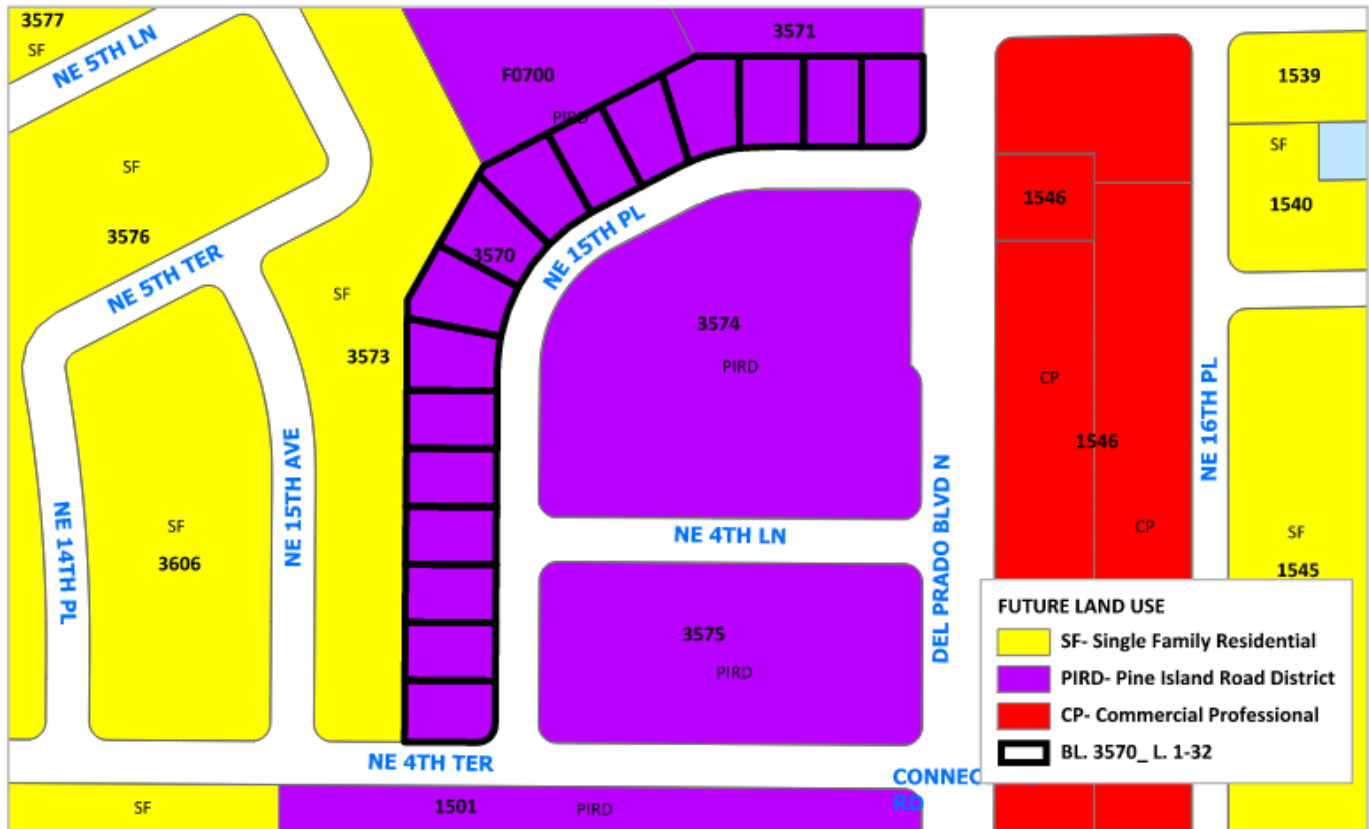 3577
SF
NE 5TH LN
F0700
PIRD
3571
1539
SF
1540
SF
3576
NE 5TH TER
1546
3570
NE 15TH PL
SF
3573
3574
PIRD
CP
1546
CP
NE 16TH PL
NE 15TH AVE
NE 14TH PL
SF
3606
NE 4TH LN
DEL PRADO BLVD N
SF
1545
3575
PIRD
FUTURE LAND USE
SF- Single Family Residential
PIRD- Pine Island Road District
CP- Commercial Professional
BL. 3570_ L. 1-32
NE 4TH TER
CONNEC
RD
SF
1501
PIRD